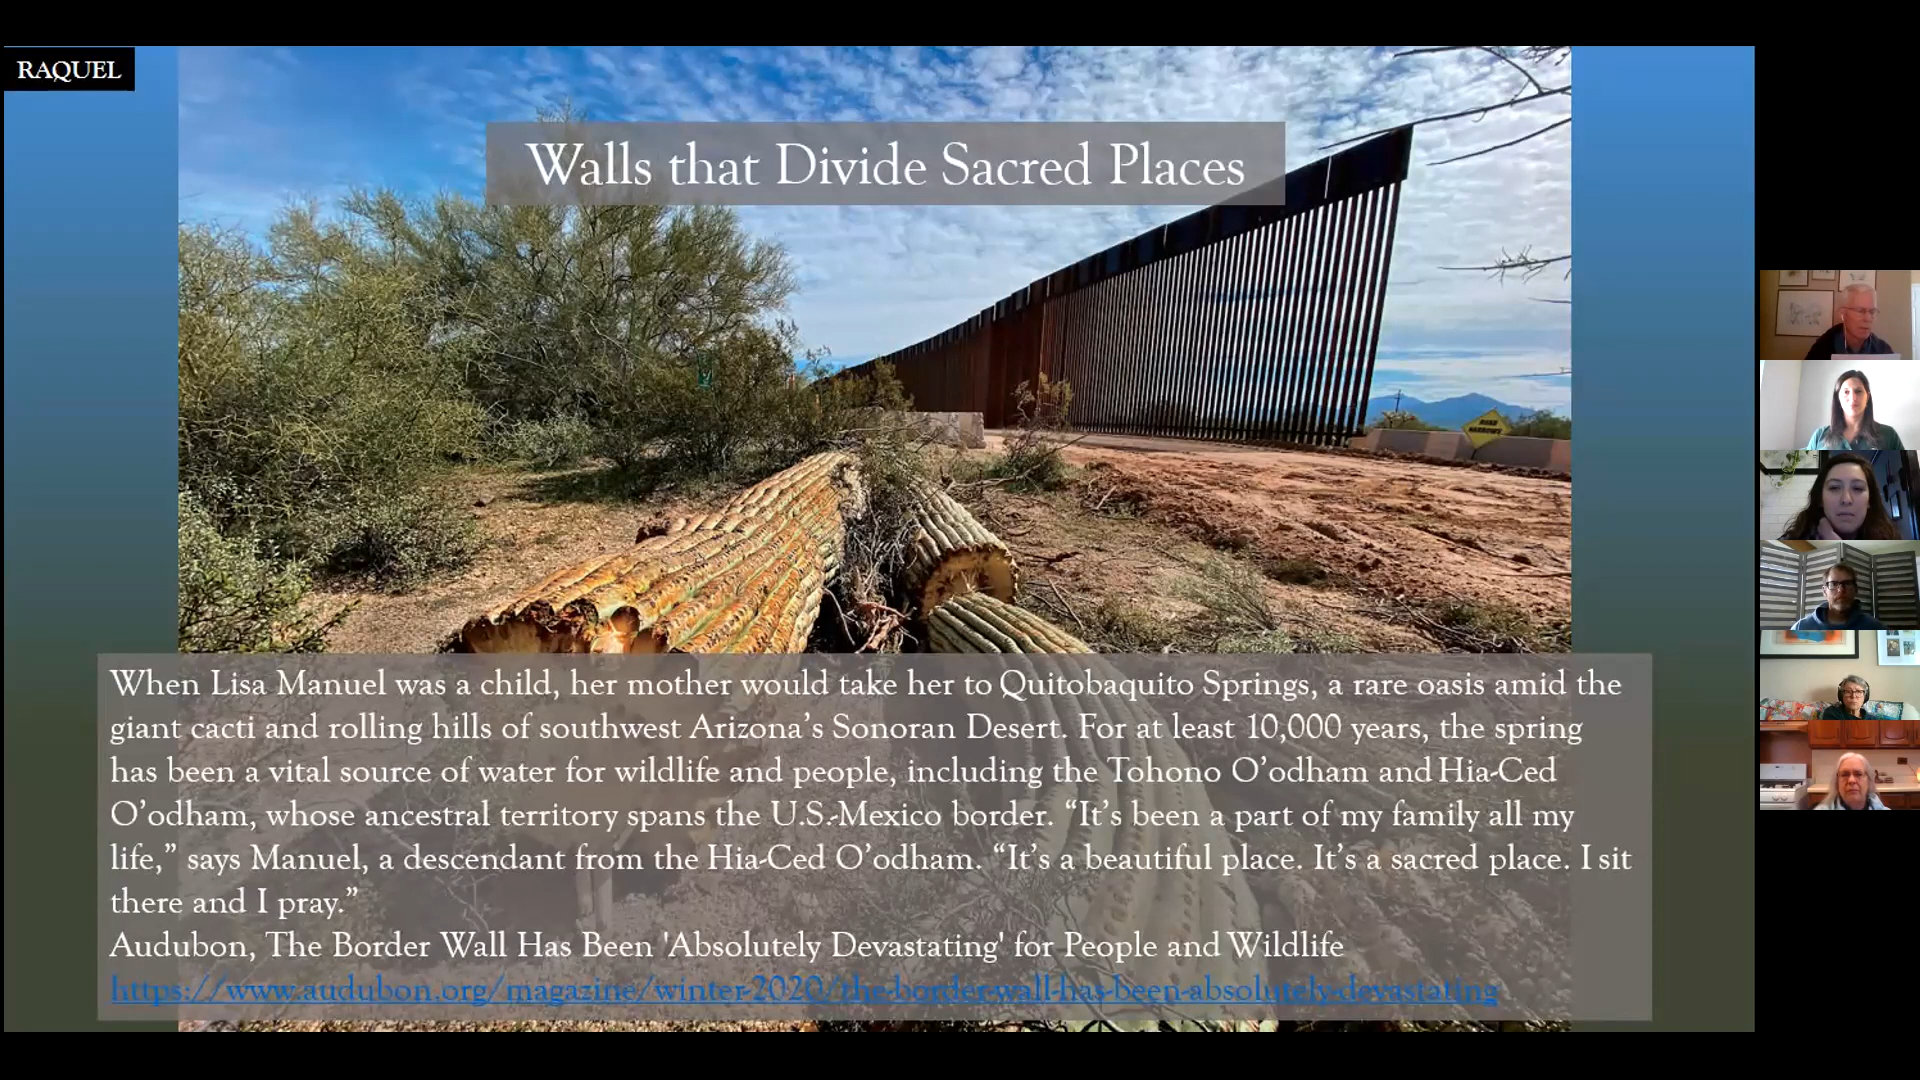 RAQUEL
Walls that Divide Sacred Places
ROAD
NARROWS
When Lisa Manuel was a child, her mother would take her to Quitobaquito Springs, a rare oasis amid the
giant cacti and rolling hills of southwest Arizona’s Sonoran Desert. For at least 10,000 years, the spring
has been a vital source of water for wildlife and people, including the Tohono O’odham and Hia-Ced
O’odham, whose ancestral territory spans the U.S.-Mexico border. “It’s been a part of my family all my
life,” says Manuel, a descendant from the Hia-Ced O’odham. “It’s a beautiful place. It’s a sacred place. I sit
there and I pray.”
Audubon, The Border Wall Has Been 'Absolutely Devastating' for People and Wildlife
https://www.audubon.org/magazine/winter-2020/the-border-wall-has-been-absolutely-devastating